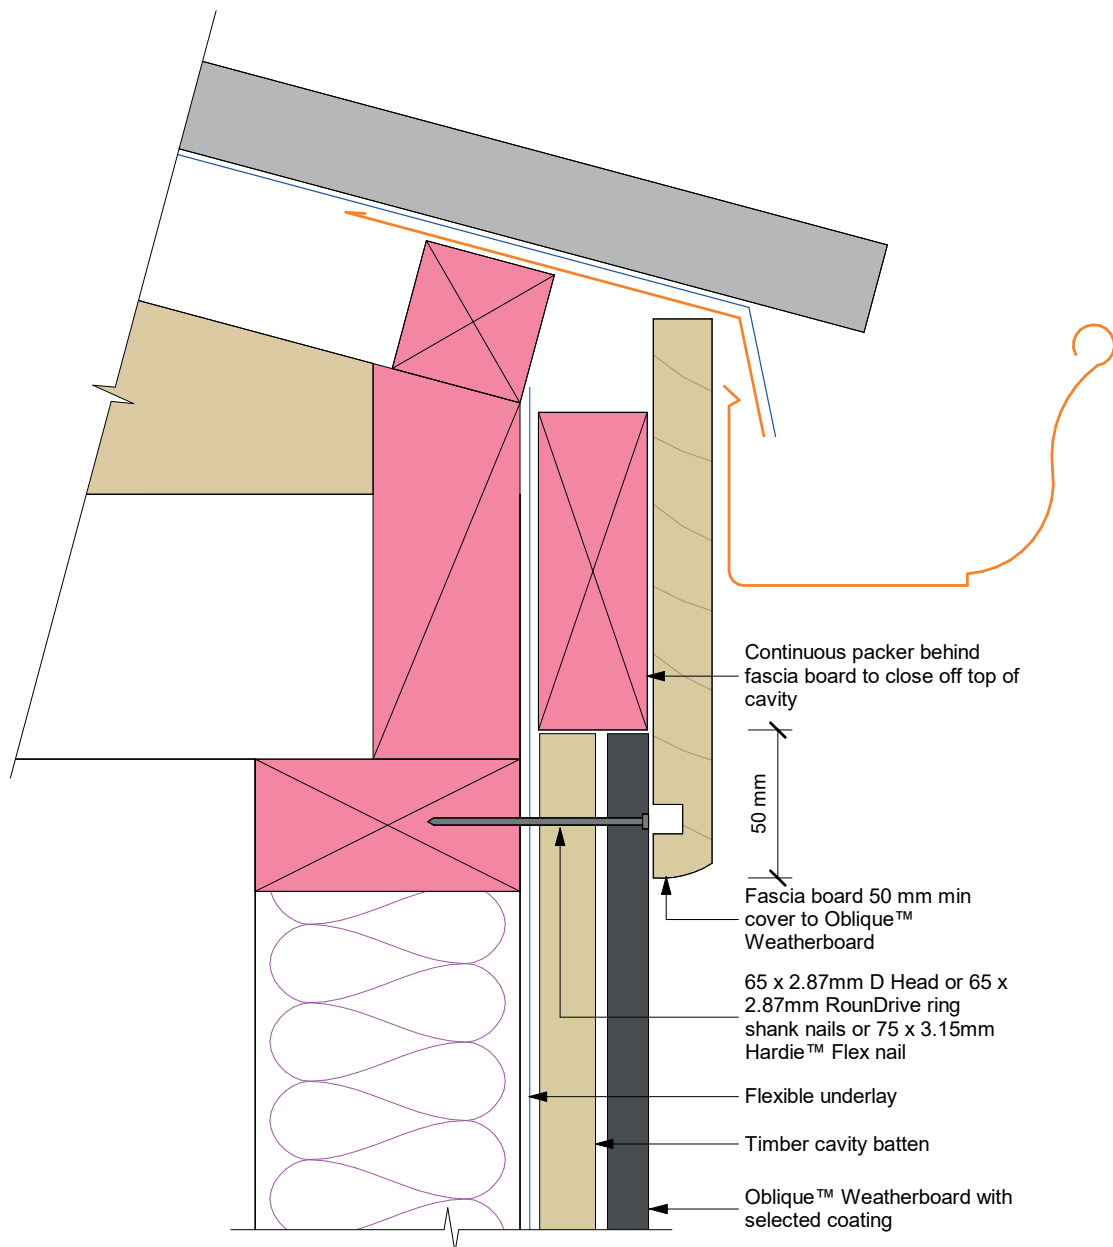 Continuous packer behind
fascia board to close off top of
cavity
50 mm
Fascia board 50 mm min
cover to Oblique™
Weatherboard
65 x 2.87mm D Head or 65 x
2.87mm RounDrive ring
shank nails or 75 x 3.15mm
Hardie™ Flex nail
Flexible underlay
Timber cavity batten
Oblique™ Weatherboard with
selected coating